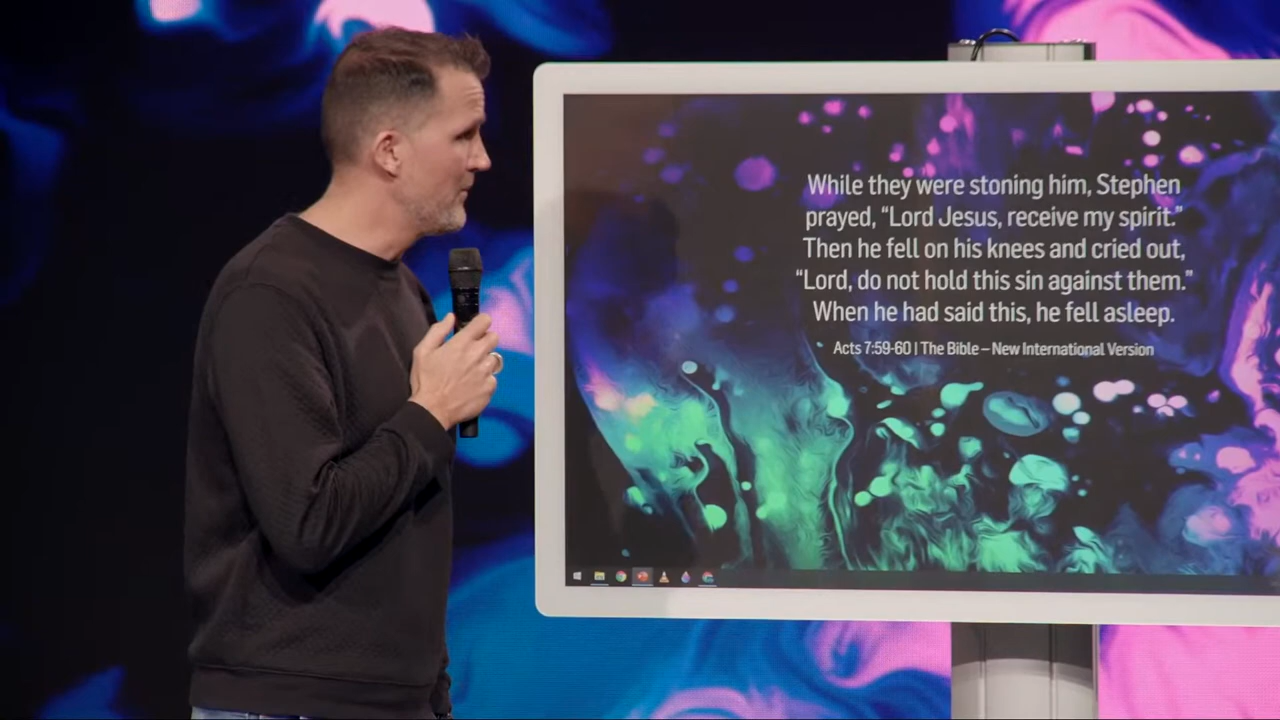 While they were stoning him, Stephen
prayed, “Lord Jesus, receive my spirit.”
Then he fell on his knees and cried out,
“Lord, do not hold this sin against them.”
When he had said this, he fell asleep.
Acts 7:59-60 | The Bible – New International Version